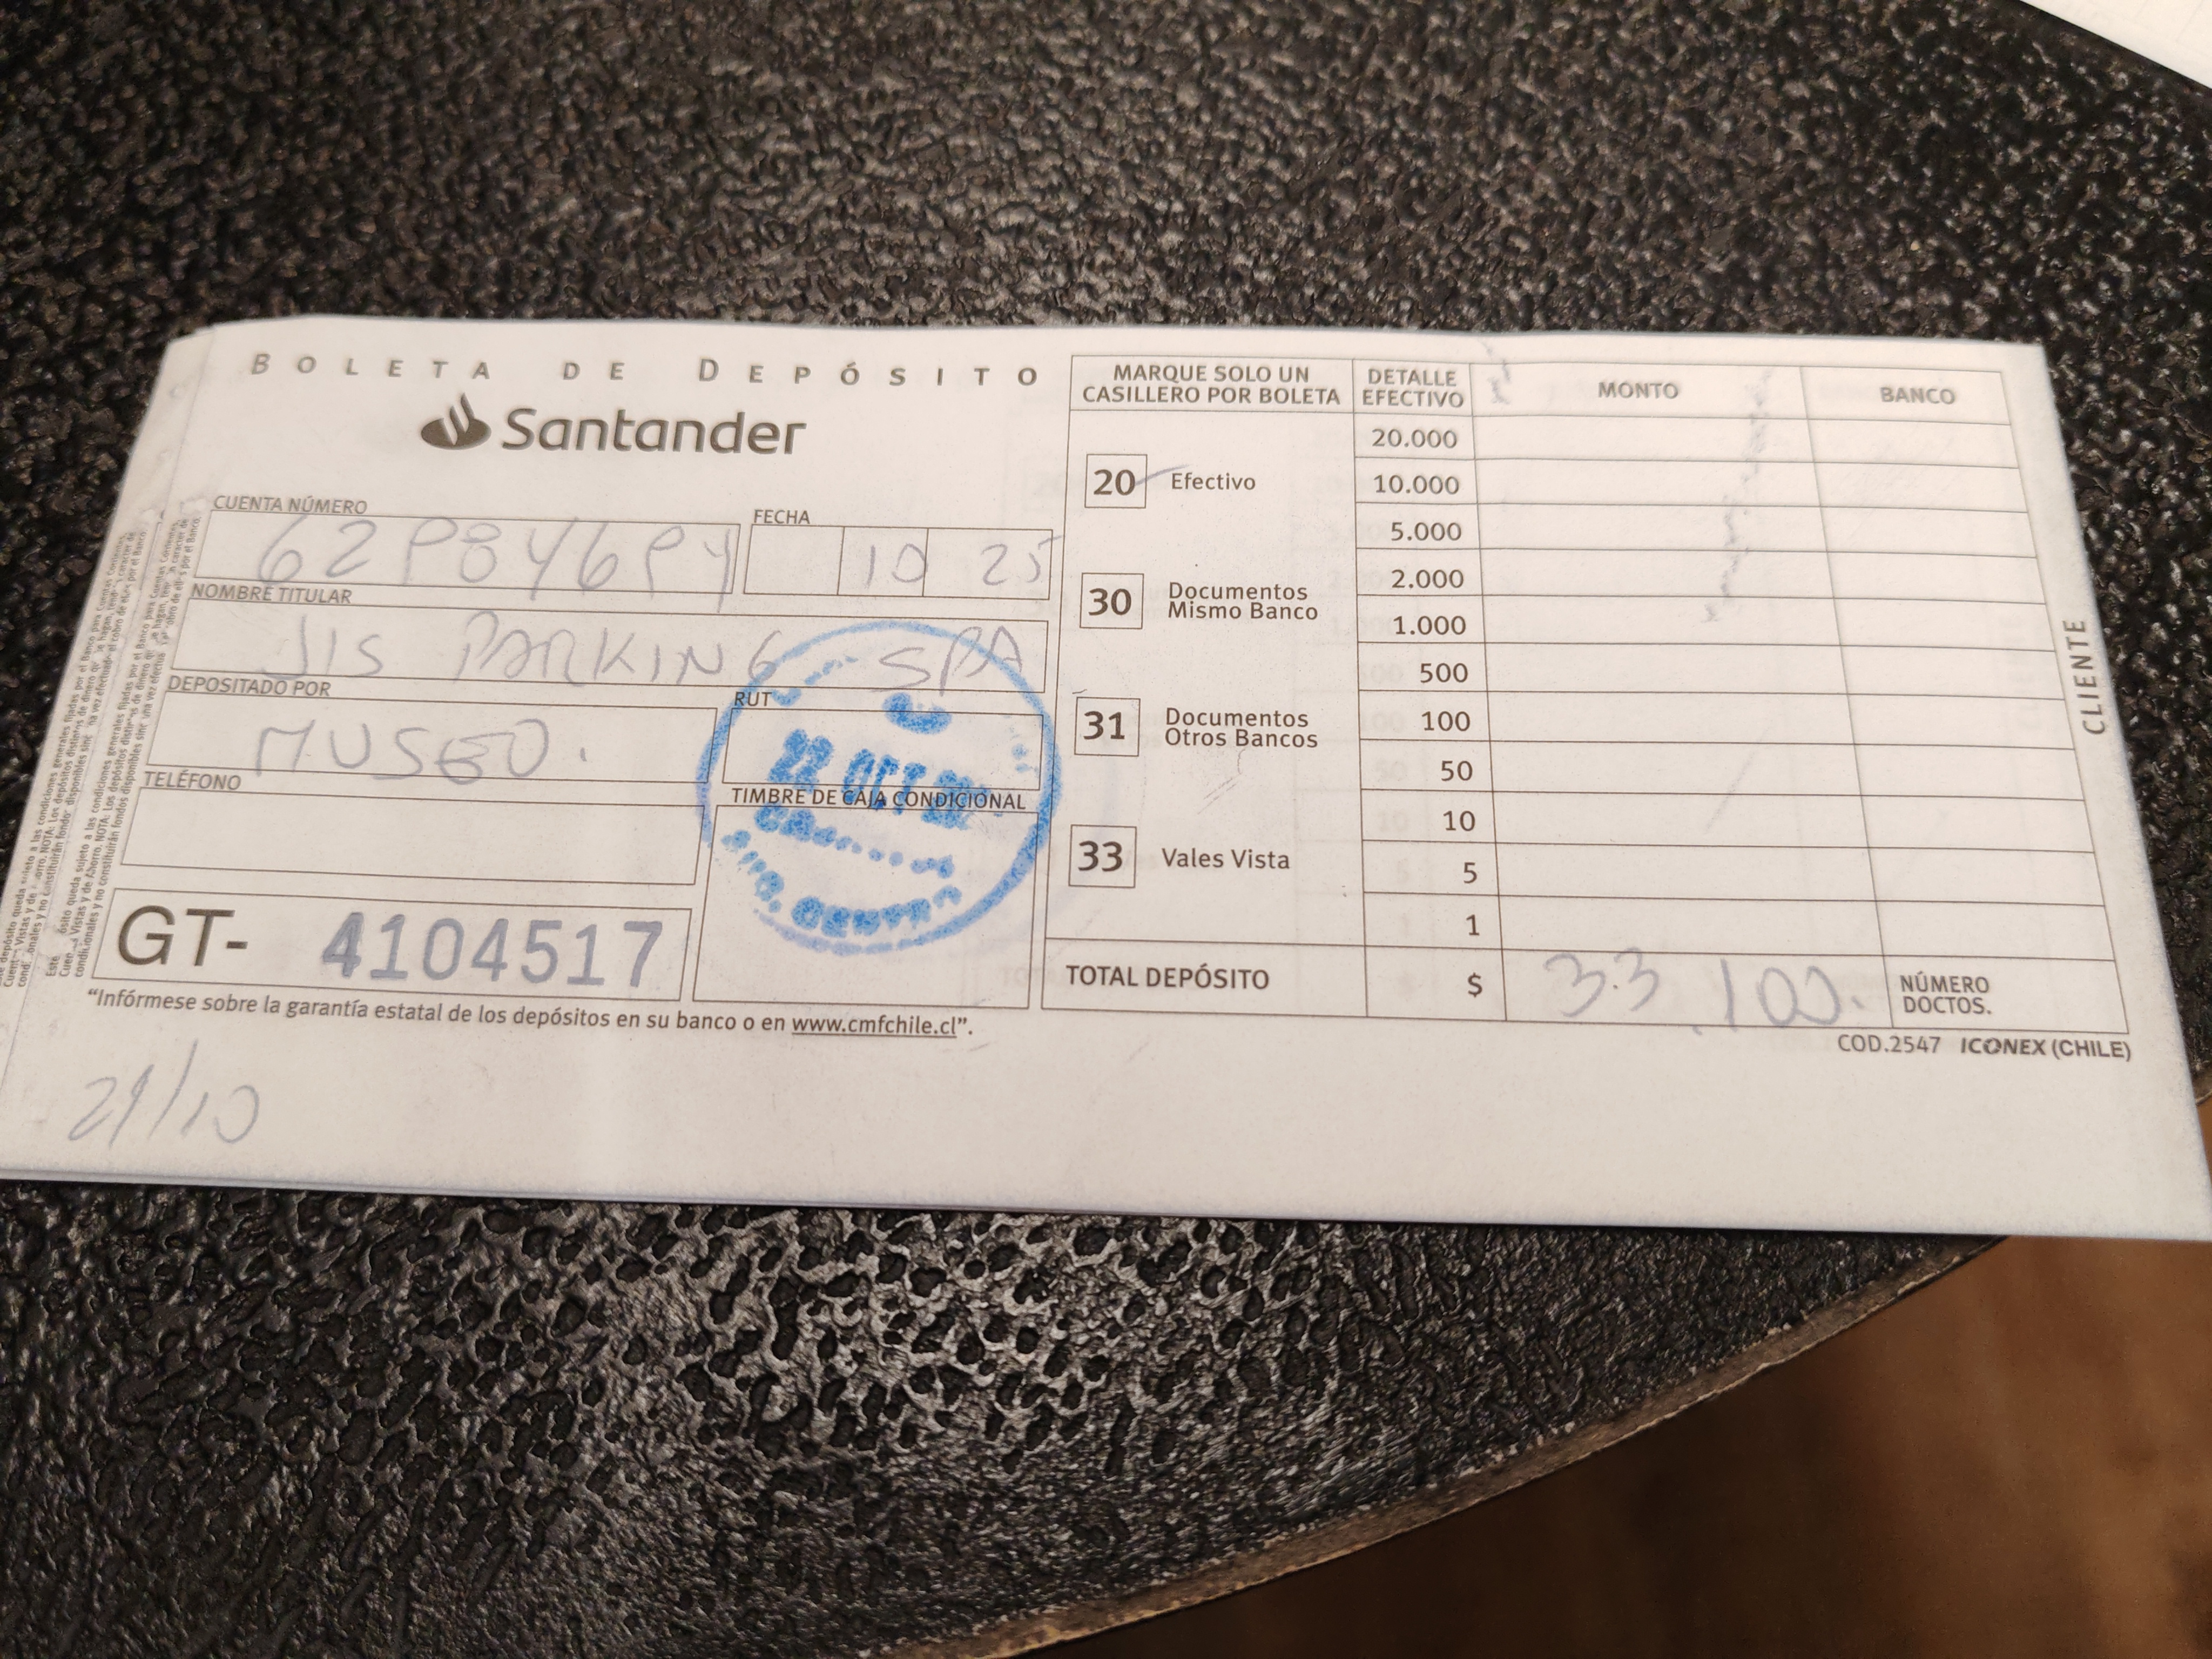 BOLETA DE DEPÓSITO
Santander
CUENTA NÚMERO
62984694
FECHA
10 25
NOMBRE TITULAR
JIS PARKING SPA
DEPOSITADO POR
MUSEO.
RUT
22 OCT
TELÉFONO
TIMBRE DE CAJA CONDICIONAL
GT- 4104517
"Infórmese sobre la garantía estatal de los depósitos en su banco o en www.cmfchile.cl".
21/10
MARQUE SOLO UN
CASILLERO POR BOLETA
20 Efectivo
30 Documentos
Mismo Banco
31 Documentos
Otros Bancos
33 Vales Vista
DETALLE
EFECTIVO
MONTO
BANCO
20.000
10.000
5.000
2.000
1.000
500
100
50
10
5
1
TOTAL DEPÓSITO $ 33.100.
NÚMERO
DOCTOS.
CLIENTE
COD.2547 ICONEX (CHILE)